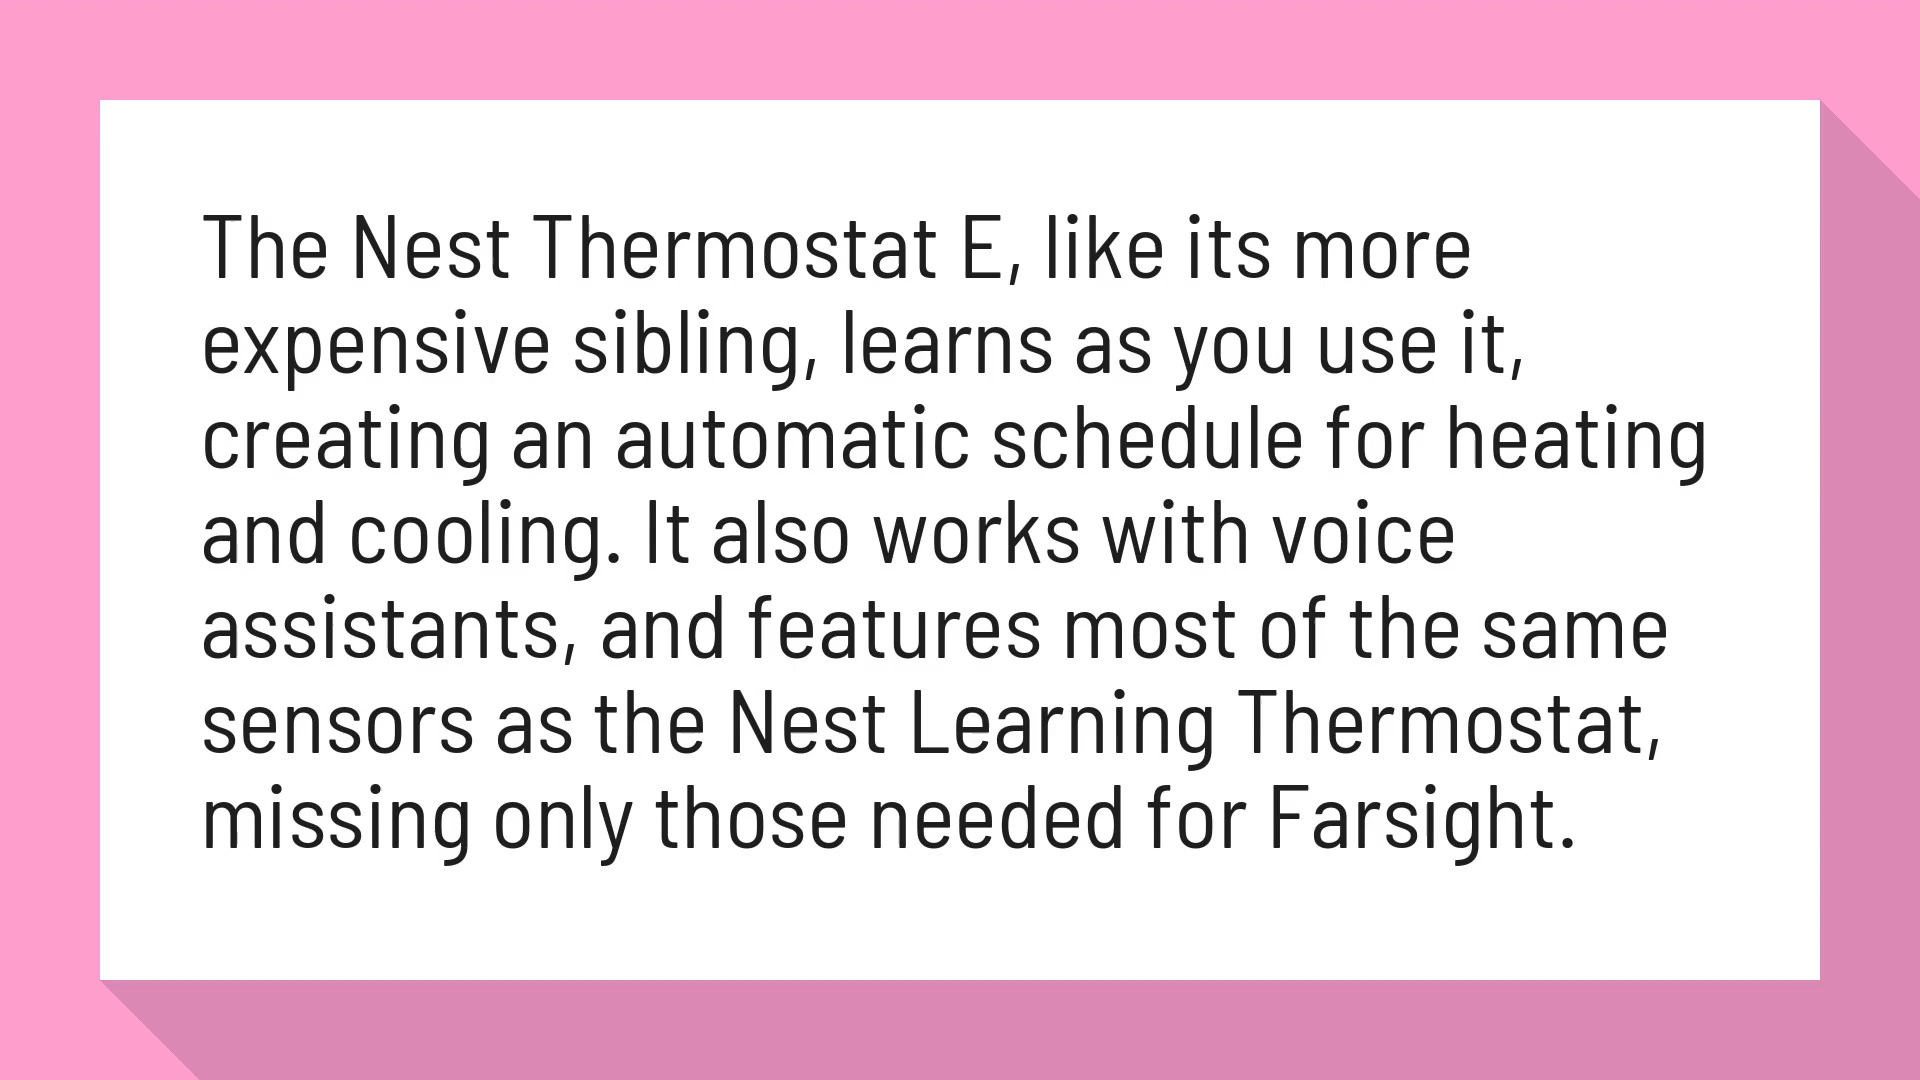 The Nest Thermostat E, like its more
expensive sibling, learns as you use it,
creating an automatic schedule for heating
and cooling. It also works with voice
assistants, and features most of the same
sensors as the Nest Learning Thermostat,
missing only those needed for Farsight.